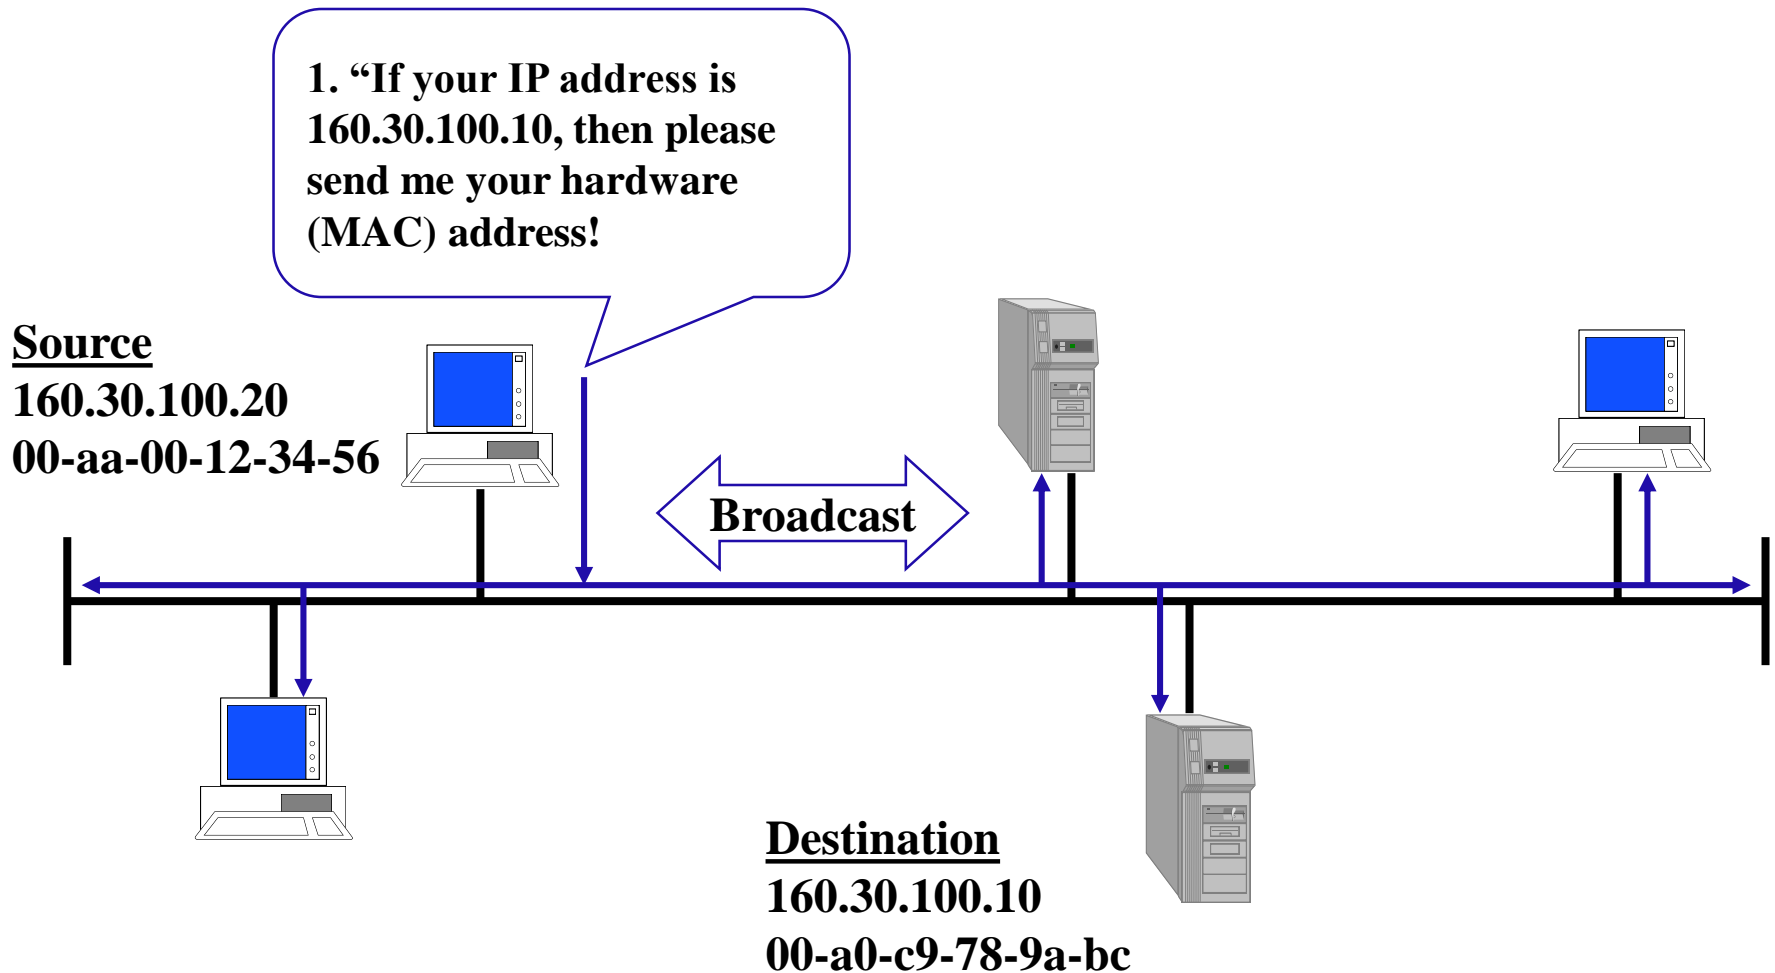 1. “If your IP address is
160.30.100.10, then please
send me your hardware
(MAC) address!
Source
160.30.100.20
00-aa-00-12-34-56
Broadcast
Destination
160.30.100.10
00-a0-c9-78-9a-bc